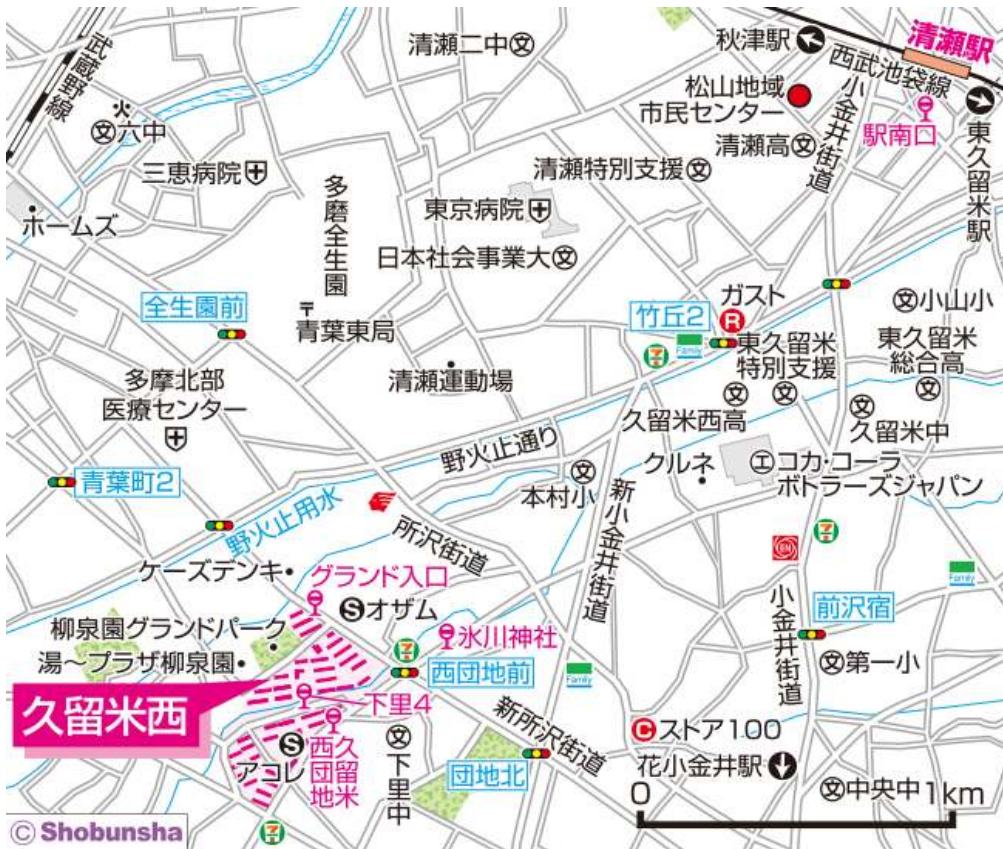 武蔵野線
清瀬二中
秋津駅
清瀬駅
西武池袋線
松山地域
市民センター
小金井街道
駅南口
六中
清瀬高
東久留米駅
三恵病院
清瀬特別支援
多磨全生園
東京病院
ホームズ
日本社会事業大
全生園前
青葉東局
竹丘2
ガスト
R
小山小
Family
東久留米
特別支援
東久留米
総合高
多摩北部
医療センター
清瀬運動場
久留米西高
久留米中
野火止通り
クルネ
コカ・コーラ
ボトラーズジャパン
青葉町2
本村小
野火止用水
所沢街道
新小金井街道
BN
Family
ケーズデンキ
グランド入口
Sオザム
小金井街道
前沢宿
柳泉園グランドパーク
氷川神社
湯~プラザ柳泉園
西団地前
Family
第一小
久留米西
下里4
新所沢街道
Cストア100
S
アコレ
久留米
西団地
下里中
団地北
花小金井駅
中央中
0 1km
© Shobunsha